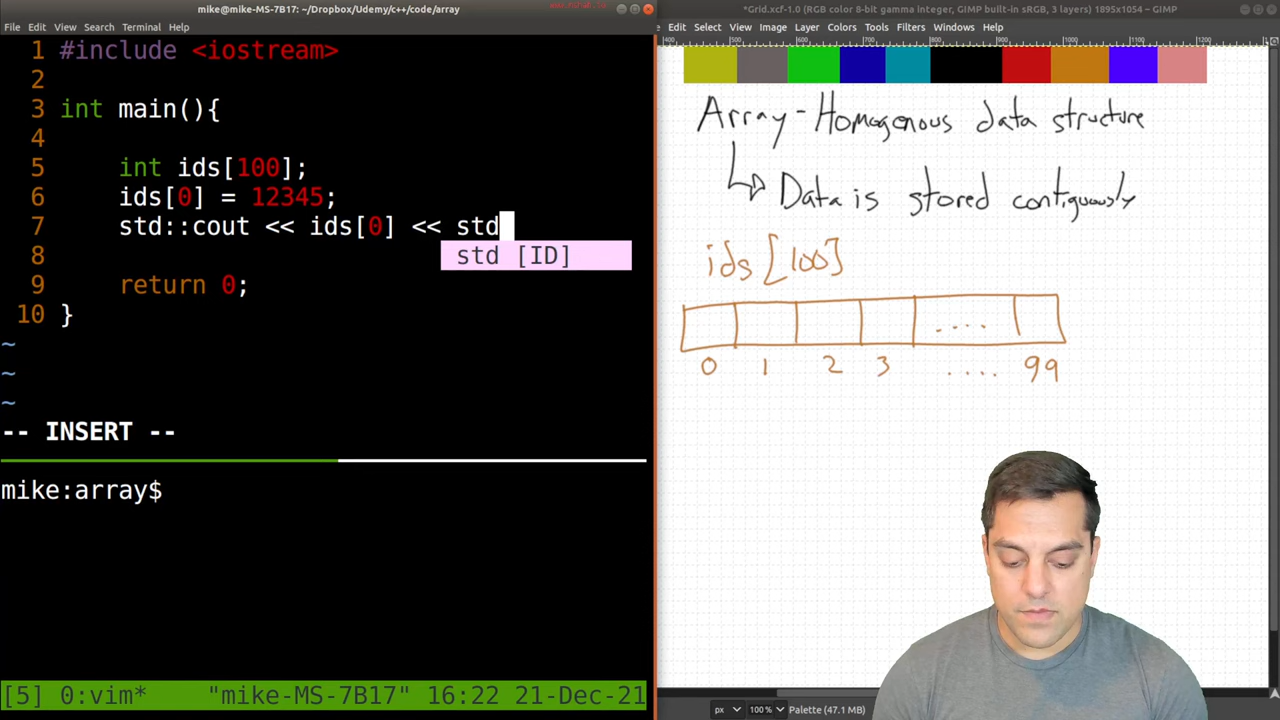 mike@mike-MS-7B17: ~/Dropbox/Udemy/c++/code/array
File Edit View Search Terminal Help
1 #include <iostream>
2
3 int main(){
4
5 int ids[100];
6 ids[0] = 12345;
7 std::cout << ids[0] << std
8 std [ID]
9 return 0;
10 }
~
~
~
-- INSERT --
mike:array$
[5] 0:vim* "mike-MS-7B17" 16:22 21-Dec-21
*Grid.xcf-1.0 (RGB color 8-bit gamma integer, GIMP built-in sRGB, 3 layers) 1895x1054 – GIMP
Edit Select View Image Layer Colors Tools Filters Windows Help
Array - Homogenous data structure
Data is stored contiguously
ids [100]
....
0 1 2 3 .... 99
px 100% Palette (47.1 MB)